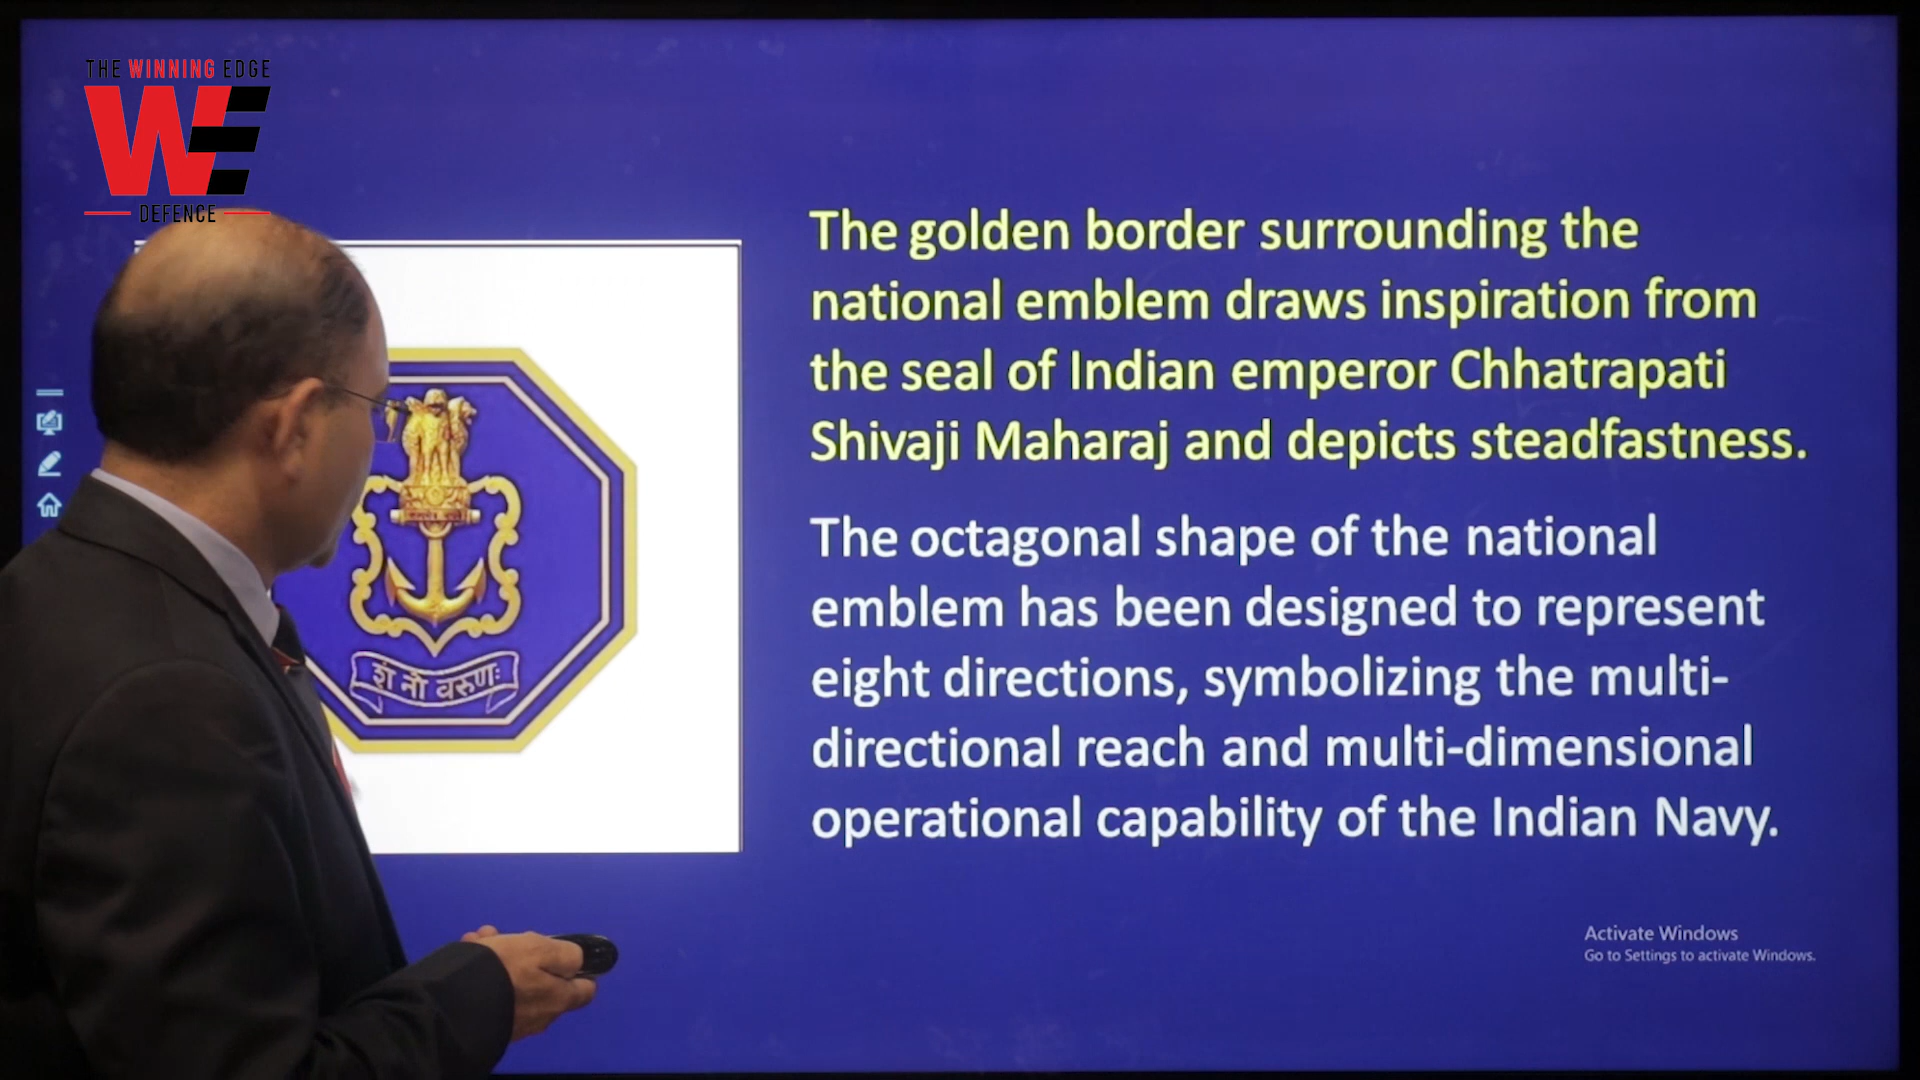 THE WINNING EDGE
WE
DEFENCE
The golden border surrounding the
national emblem draws inspiration from
the seal of Indian emperor Chhatrapati
Shivaji Maharaj and depicts steadfastness.
The octagonal shape of the national
emblem has been designed to represent
eight directions, symbolizing the multi-
directional reach and multi-dimensional
operational capability of the Indian Navy.
शं नो वरुणः
Activate Windows
Go to Settings to activate Windows.